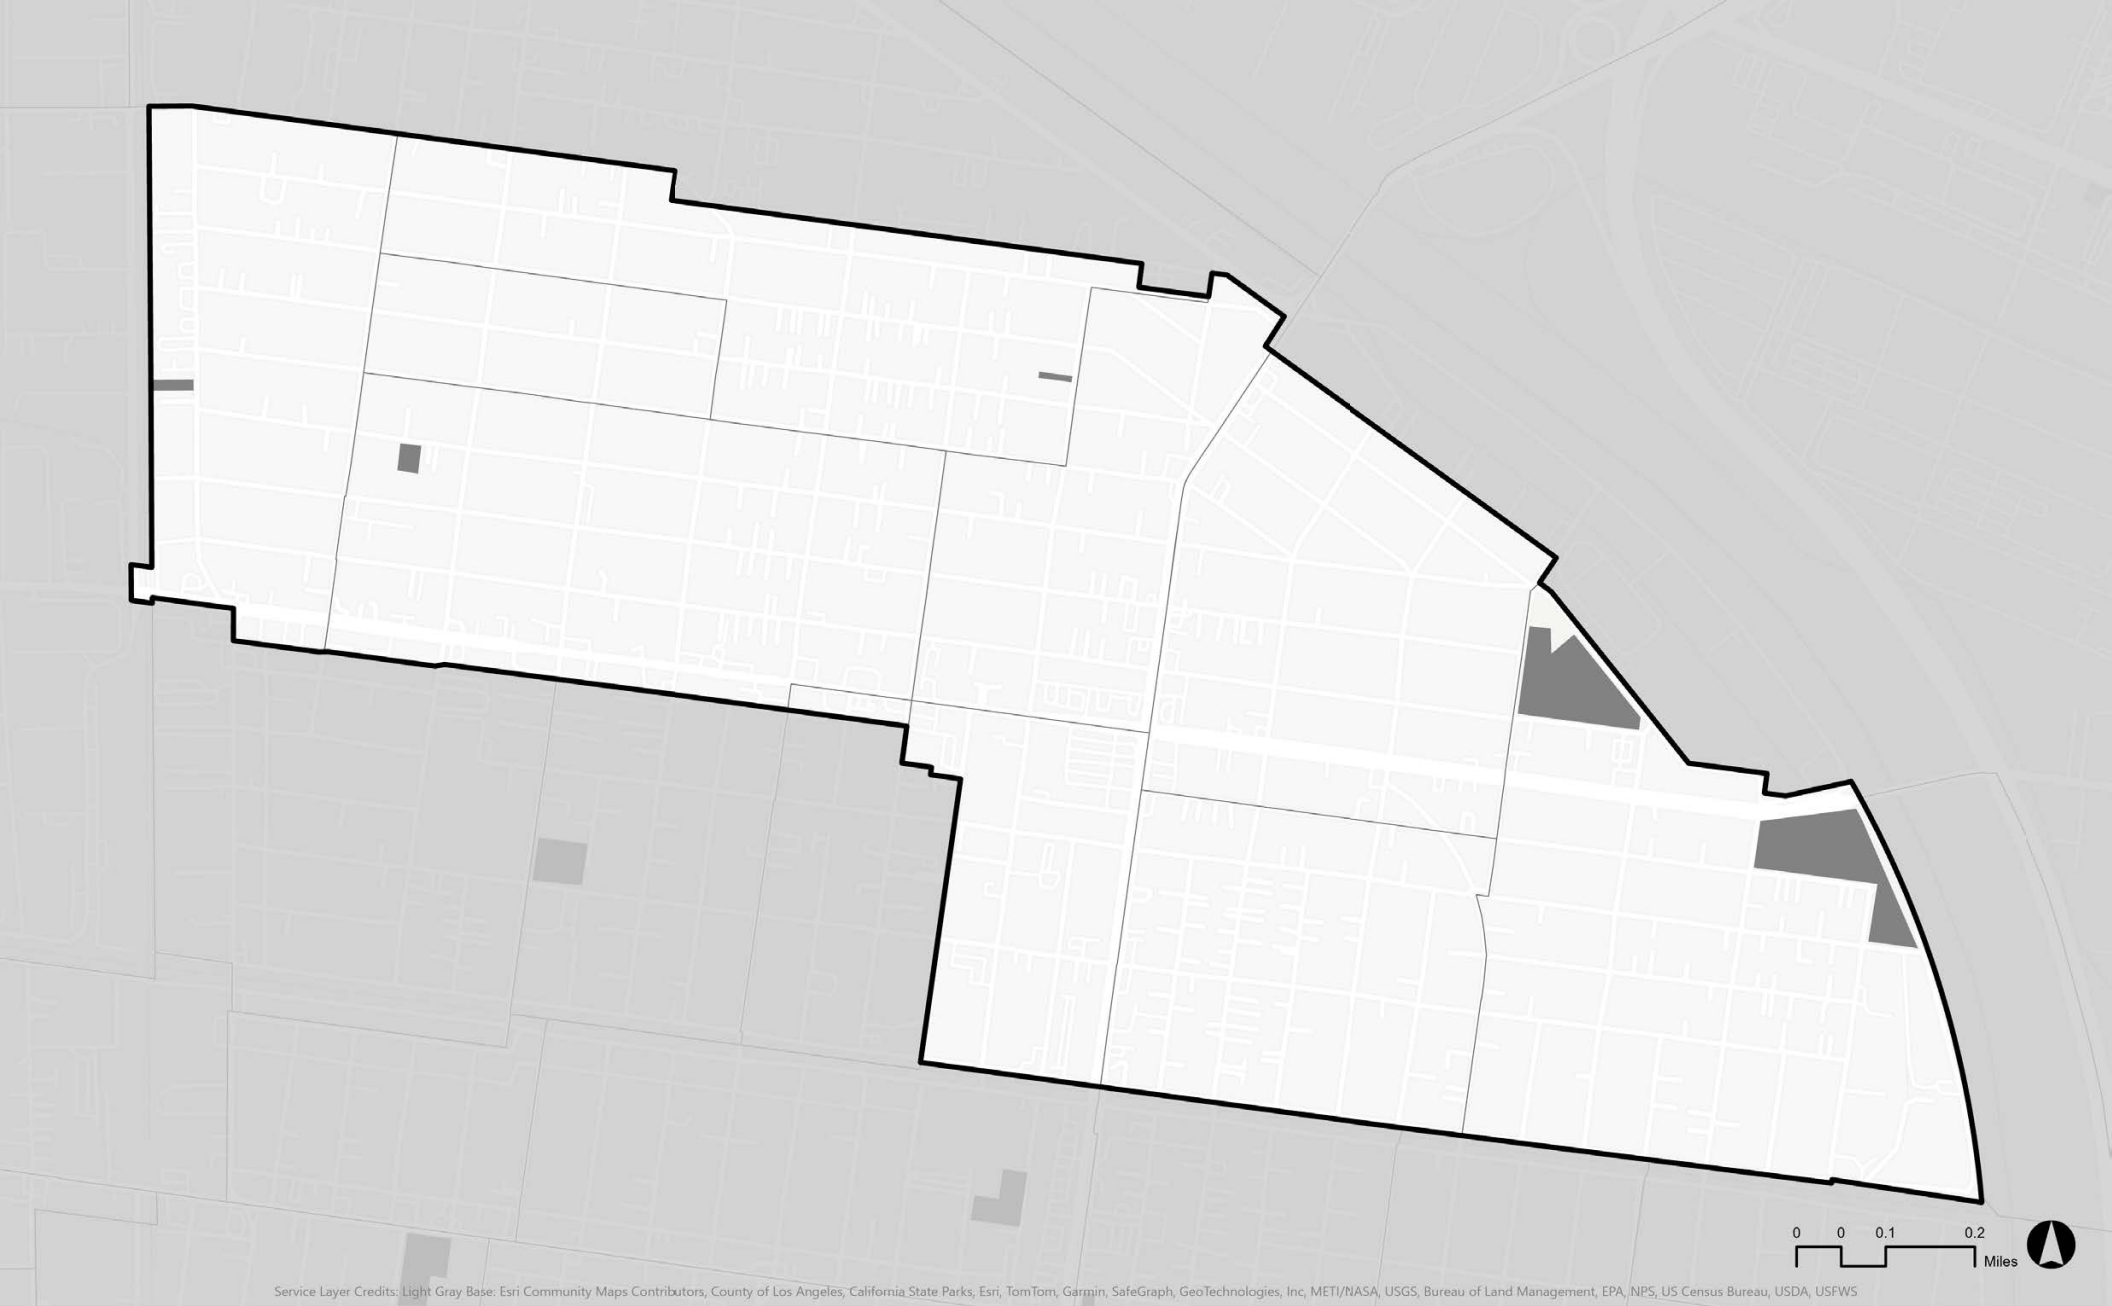 0 0 0.1 0.2
Miles
Service Layer Credits: Light Gray Base: Esri Community Maps Contributors, County of Los Angeles, California State Parks, Esri, TomTom, Garmin, SafeGraph, GeoTechnologies, Inc, METI/NASA, USGS, Bureau of Land Management, EPA, NPS, US Census Bureau, USDA, USFWS